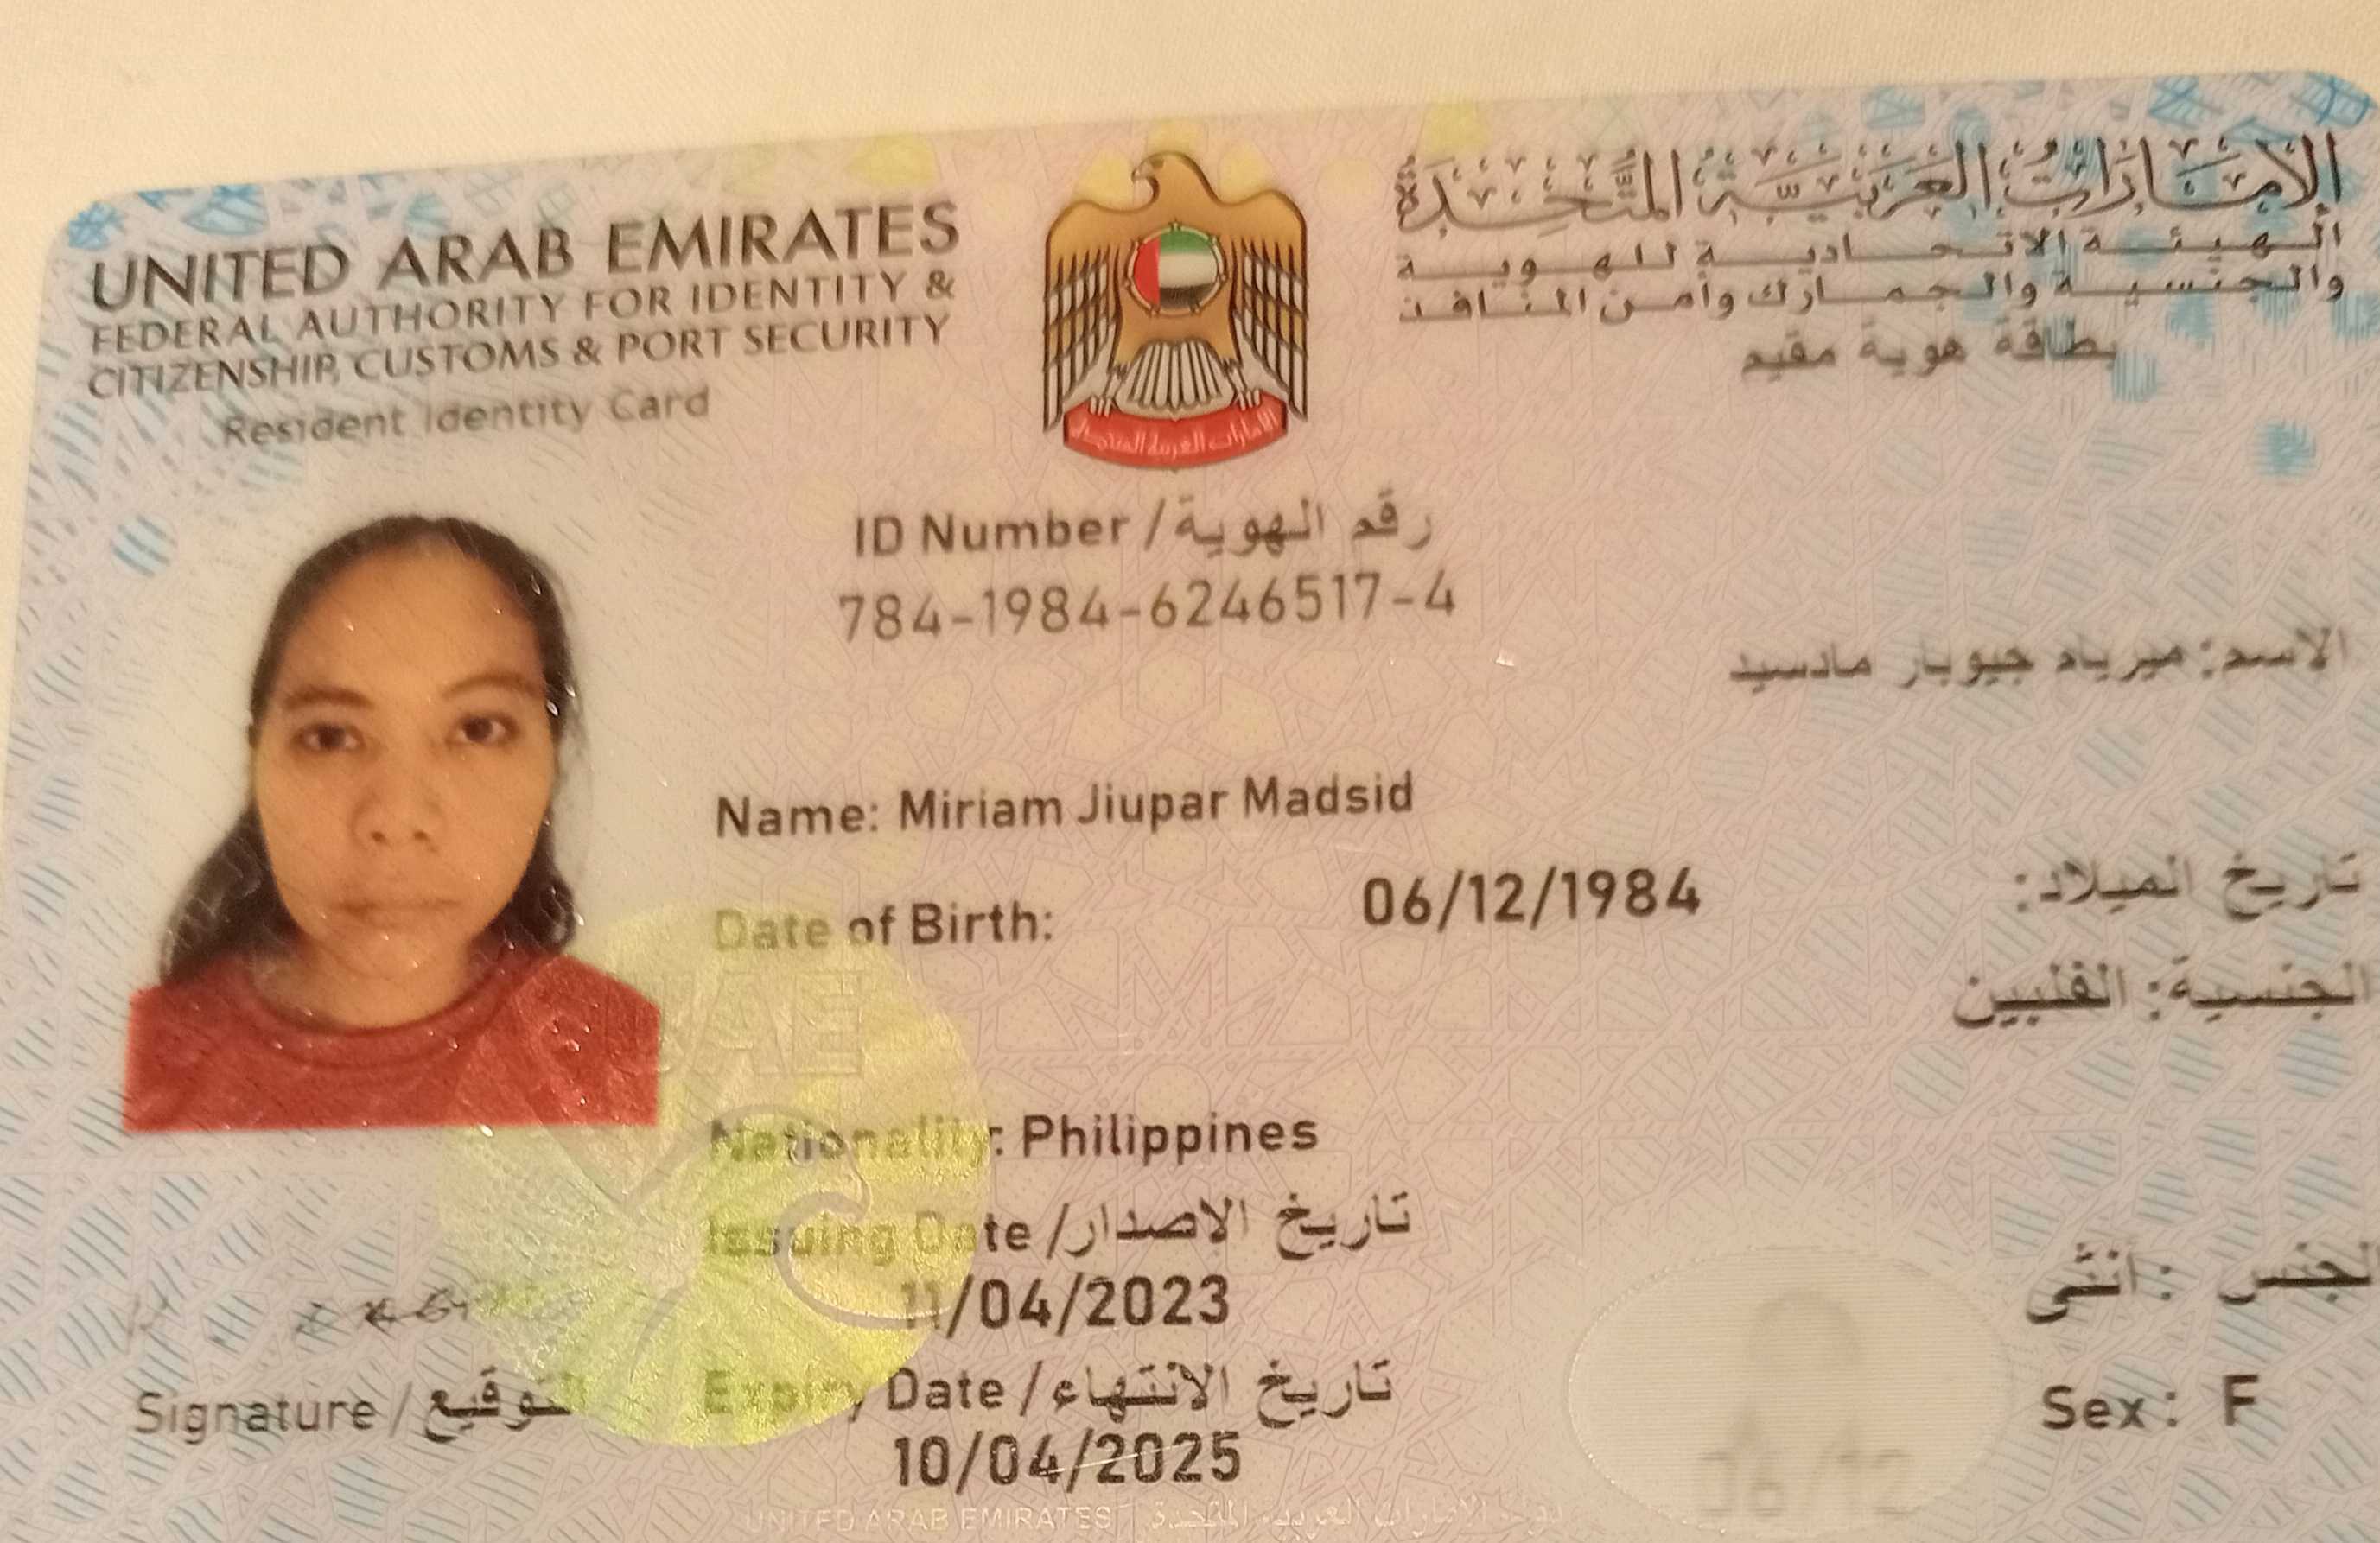 UNITED ARAB EMIRATES
FEDERAL AUTHORITY FOR IDENTITY &
CITIZENSHIP, CUSTOMS & PORT SECURITY
Resident Identity Card
الإمارات العربية المتحدة
الهيئة الاتحادية للهوية
والجنسية والجمارك وأمن المنافذ
بطاقة هوية مقيم
الإمارات العربية المتحدة
ID Number / رقم الهوية
784-1984-6246517-4
الاسم: ميريام جيوبار مادسيد
Name: Miriam Jiupar Madsid
Date of Birth: 06/12/1984 تاريخ الميلاد:
الجنسية: الفلبين
UAE
Nationality: Philippines
Issuing Date / تاريخ الاصدار
11/04/2023
Expiry Date / تاريخ الانتهاء
10/04/2025
الجنس : انثى
Sex : F
Signature / التوقيع
UNITED ARAB EMIRATES دولة الإمارات العربية المتحدة